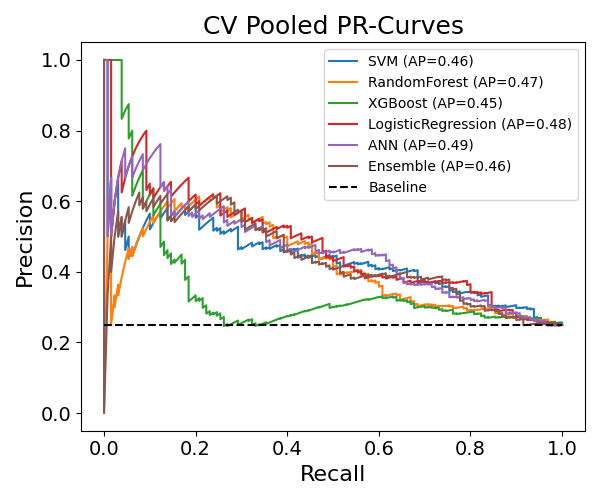 CV Pooled PR-Curves
SVM (AP=0.46)
RandomForest (AP=0.47)
XGBoost (AP=0.45)
LogisticRegression (AP=0.48)
ANN (AP=0.49)
Ensemble (AP=0.46)
Baseline
Precision
1.0
0.8
0.6
0.4
0.2
0.0
0.0 0.2 0.4 0.6 0.8 1.0
Recall